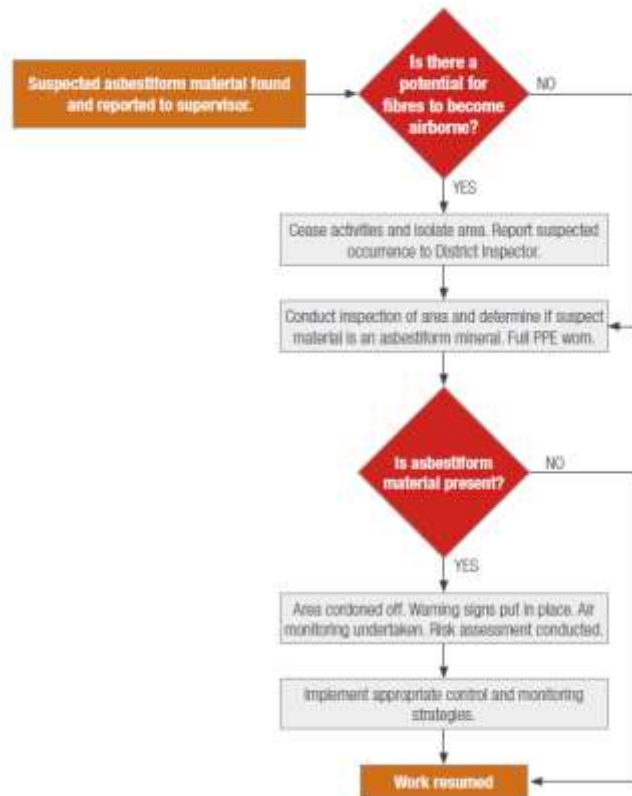 Suspected asbestiform material found
and reported to supervisor.
Is there a
potential for
fibres to become
airborne?
NO
YES
Cease activities and isolate area. Report suspected
occurrence to District Inspector.
Conduct inspection of area and determine if suspect
material is an asbestiform mineral. Full PPE worn.
Is asbestiform
material present?
NO
YES
Area cordoned off. Warning signs put in place. Air
monitoring undertaken. Risk assessment conducted.
Implement appropriate control and monitoring
strategies.
Work resumed